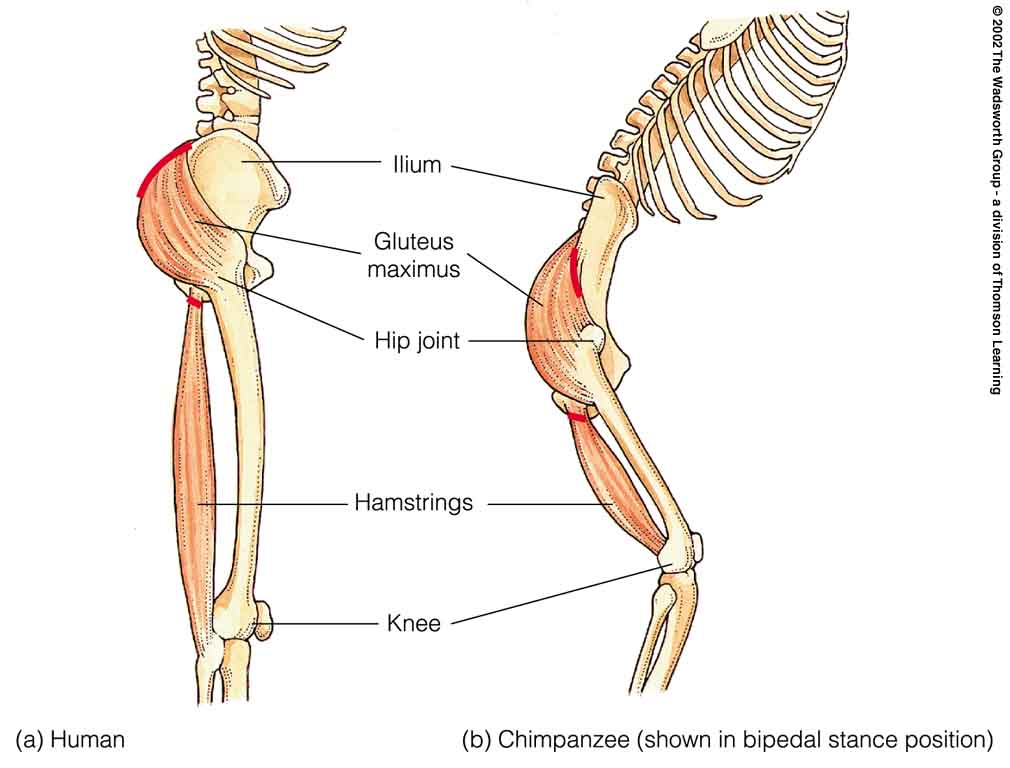 Ilium
Gluteus
maximus
Hip joint
Hamstrings
Knee
(a) Human
(b) Chimpanzee (shown in bipedal stance position)
© 2002 The Wadsworth Group - a division of Thomson Learning